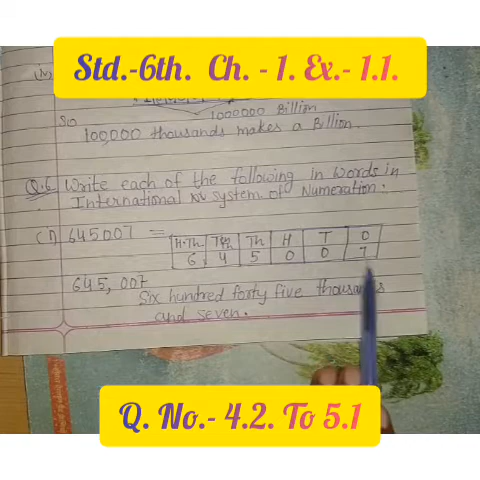 Std.-6th. Ch. - 1. Ex.- 1.1.
1000000 Billion
So
100,000 thousands makes a Billion
Q.6 Write each of the following in words in
International system of Numeration.
(1) 645007 =
H.Th T.Th Th H T O
6 4 5 0 0 7
645, 007
Six hundred forty five thousands
and seven.
Q. No.- 4.2. To 5.1